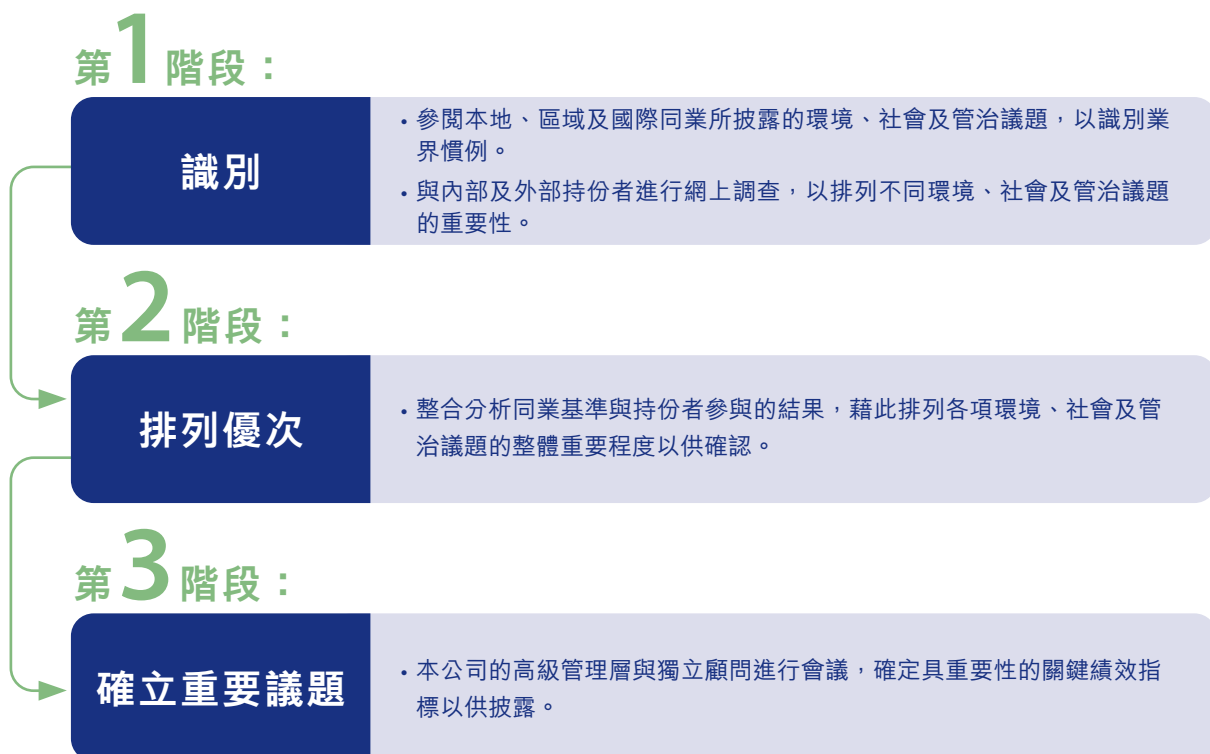 第1階段：
識別
• 參閱本地、區域及國際同業所披露的環境、社會及管治議題，以識別業
界慣例。
• 與內部及外部持份者進行網上調查，以排列不同環境、社會及管治議題
的重要性。
第2階段：
排列優次
• 整合分析同業基準與持份者參與的結果，藉此排列各項環境、社會及管
治議題的整體重要程度以供確認。
第3階段：
確立重要議題
• 本公司的高級管理層與獨立顧問進行會議，確定具重要性的關鍵績效指
標以供披露。